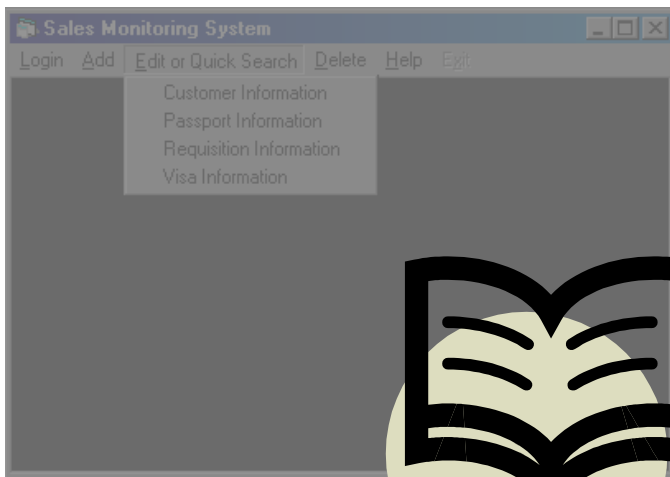 Sales Monitoring System
Login Add Edit or Quick Search Delete Help Exit
Customer Information
Passport Information
Requisition Information
Visa Information